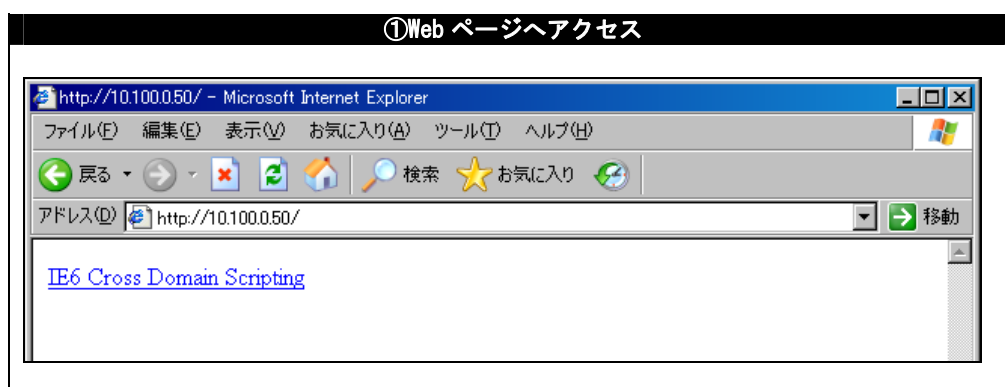 ①Web ページへアクセス
http://10.100.0.50/ - Microsoft Internet Explorer
ファイル(F) 編集(E) 表示(V) お気に入り(A) ツール(T) ヘルプ(H)
戻る 検索 お気に入り
アドレス(D) http://10.100.0.50/ 移動
IE6 Cross Domain Scripting